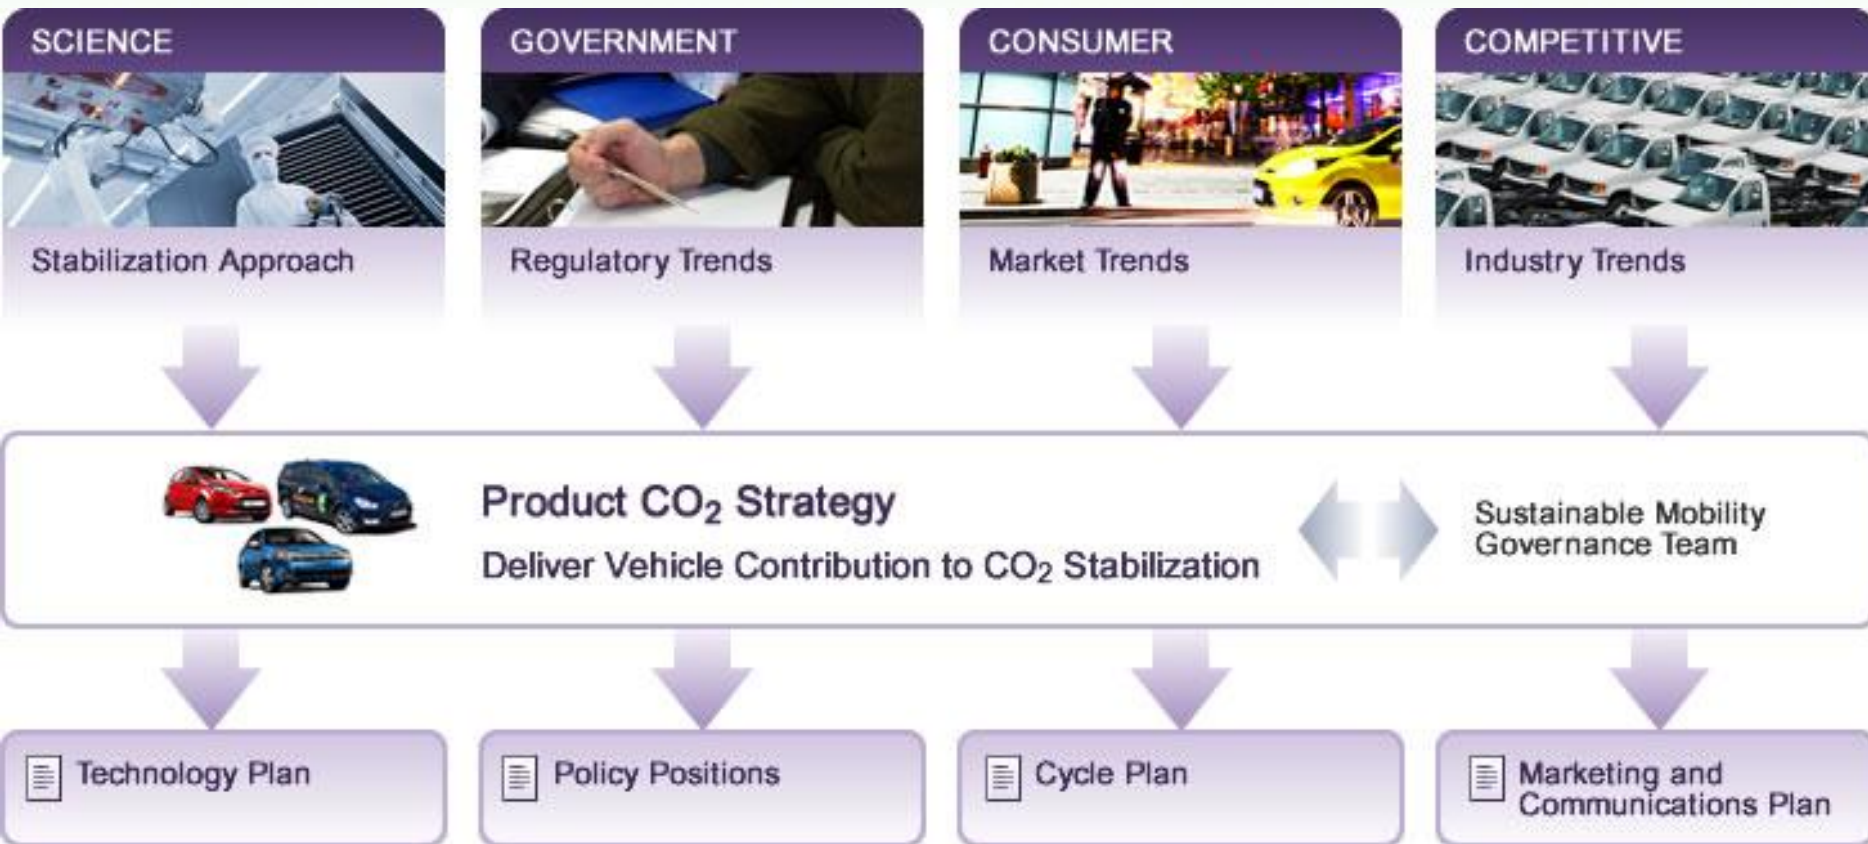 SCIENCE
GOVERNMENT
CONSUMER
COMPETITIVE
Stabilization Approach
Regulatory Trends
Market Trends
Industry Trends
Product CO₂ Strategy
Deliver Vehicle Contribution to CO₂ Stabilization
Sustainable Mobility
Governance Team
Technology Plan
Policy Positions
Cycle Plan
Marketing and
Communications Plan